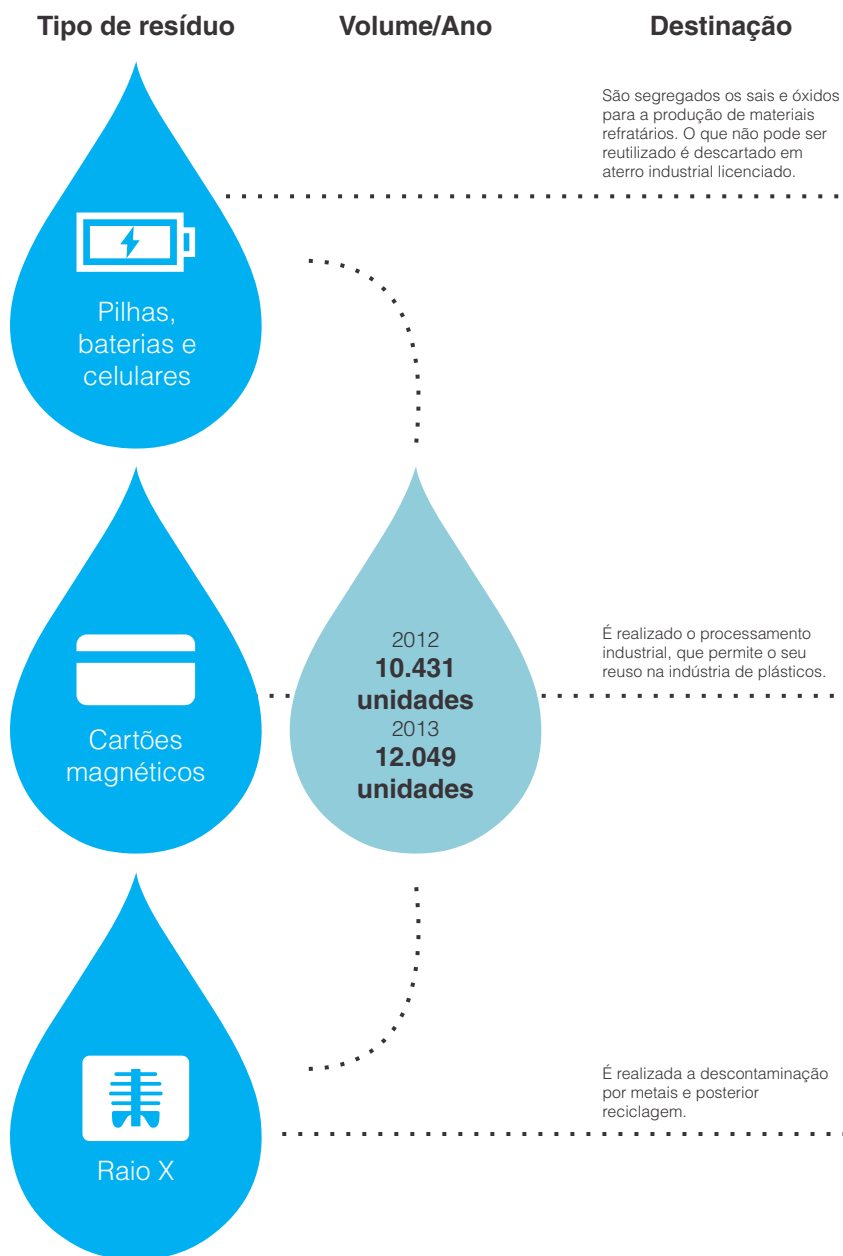 Tipo de resíduo
Volume/Ano
Destinação
São segregados os sais e óxidos
para a produção de materiais
refratários. O que não pode ser
reutilizado é descartado em
aterro industrial licenciado.
Pilhas,
baterias e
celulares
Cartões
magnéticos
2012
10.431
unidades
2013
12.049
unidades
É realizado o processamento
industrial, que permite o seu
reuso na indústria de plásticos.
Raio X
É realizada a descontaminação
por metais e posterior
reciclagem.